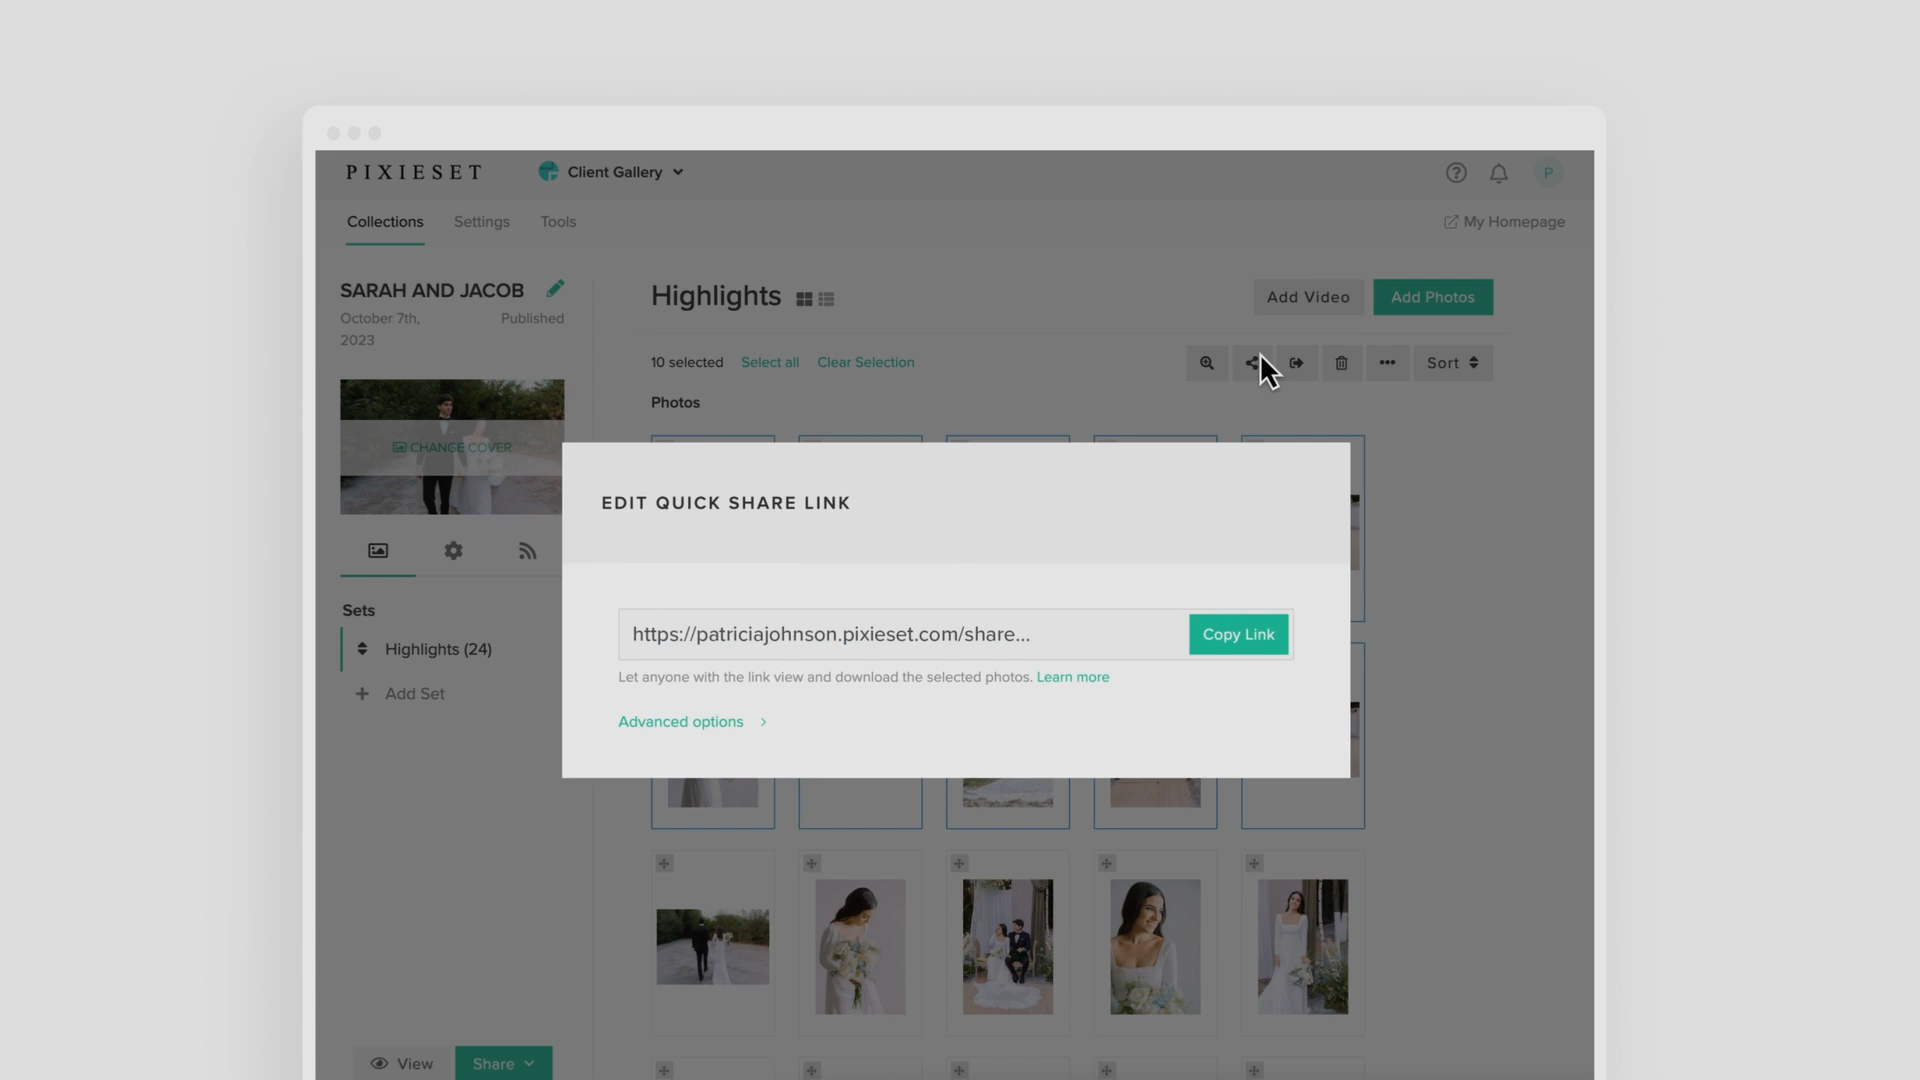 PIXIESET
Client Gallery
P
Collections
Settings
Tools
My Homepage
SARAH AND JACOB
October 7th,
2023
Published
CHANGE COVER
Sets
Highlights (24)
Add Set
View
Share
Highlights
Add Video
Add Photos
10 selected
Select all
Clear Selection
Sort
Photos
EDIT QUICK SHARE LINK
https://patriciajohnson.pixieset.com/share...
Copy Link
Let anyone with the link view and download the selected photos. Learn more
Advanced options